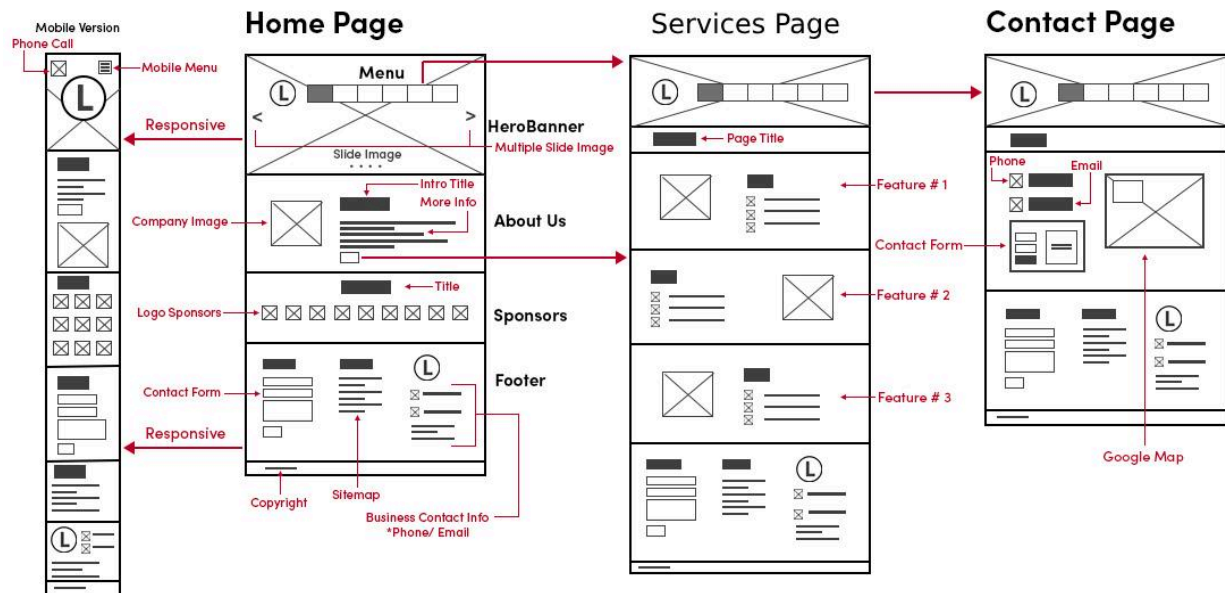 Mobile Version
Phone Call
Mobile Menu
L
Responsive
Responsive
Home Page
Menu
L
<
>
HeroBanner
Multiple Slide Image
Slide Image
Intro Title
More Info
Company Image
About Us
Title
Logo Sponsors
Sponsors
Contact Form
L
Footer
Copyright
Sitemap
Business Contact Info
*Phone/ Email
L
Services Page
L
Page Title
Feature # 1
Feature # 2
Feature # 3
L
Contact Page
L
Phone
Email
Contact Form
L
Google Map